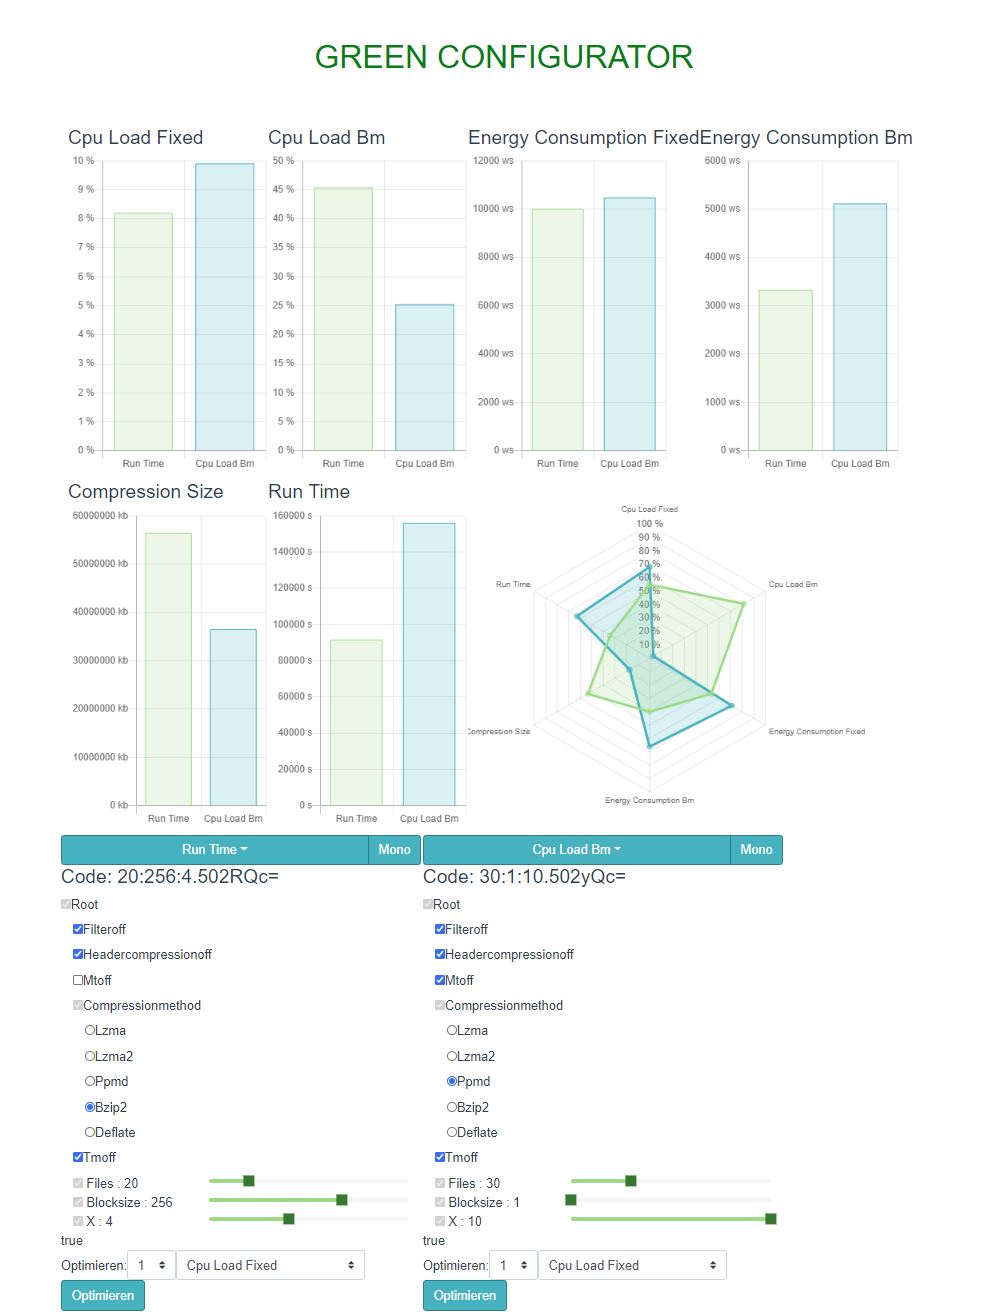 GREEN CONFIGURATOR
Cpu Load Fixed
10 %
9 %
8 %
7 %
6 %
5 %
4 %
3 %
2 %
1 %
0 %
Run Time
Cpu Load Bm
Cpu Load Bm
50 %
45 %
40 %
35 %
30 %
25 %
20 %
15 %
10 %
5 %
0 %
Run Time
Cpu Load Bm
Energy Consumption Fixed
12000 ws
10000 ws
8000 ws
6000 ws
4000 ws
2000 ws
0 ws
Run Time
Cpu Load Bm
Energy Consumption Bm
6000 ws
5000 ws
4000 ws
3000 ws
2000 ws
1000 ws
0 ws
Run Time
Cpu Load Bm
Compression Size
60000000 kb
50000000 kb
40000000 kb
30000000 kb
20000000 kb
10000000 kb
0 kb
Run Time
Cpu Load Bm
Run Time
160000 s
140000 s
120000 s
100000 s
80000 s
60000 s
40000 s
20000 s
0 s
Run Time
Cpu Load Bm
Cpu Load Fixed
100 %
90 %
80 %
70 %
60 %
50 %
40 %
30 %
20 %
10 %
Run Time
Cpu Load Bm
Compression Size
Energy Consumption Fixed
Energy Consumption Bm
Run Time
Mono
Code: 20:256:4.502RQc=
Root
Filteroff
Headercompressionoff
Mtoff
Compressionmethod
Lzma
Lzma2
Ppmd
Bzip2
Deflate
Tmoff
Files : 20
Blocksize : 256
X : 4
true
Optimieren: 1 Cpu Load Fixed
Optimieren
Cpu Load Bm
Mono
Code: 30:1:10.502yQc=
Root
Filteroff
Headercompressionoff
Mtoff
Compressionmethod
Lzma
Lzma2
Ppmd
Bzip2
Deflate
Tmoff
Files : 30
Blocksize : 1
X : 10
true
Optimieren: 1 Cpu Load Fixed
Optimieren